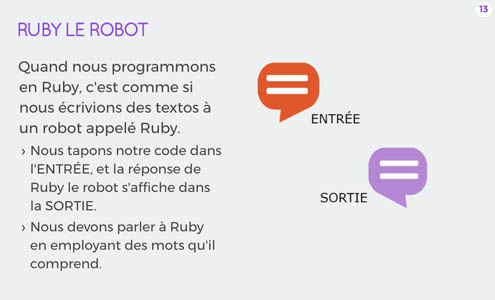 13
RUBY LE ROBOT
Quand nous programmons
en Ruby, c'est comme si
nous écrivions des textos à
un robot appelé Ruby.
› Nous tapons notre code dans
l'ENTRÉE, et la réponse de
Ruby le robot s'affiche dans
la SORTIE.
› Nous devons parler à Ruby
en employant des mots qu'il
comprend.
ENTRÉE
SORTIE